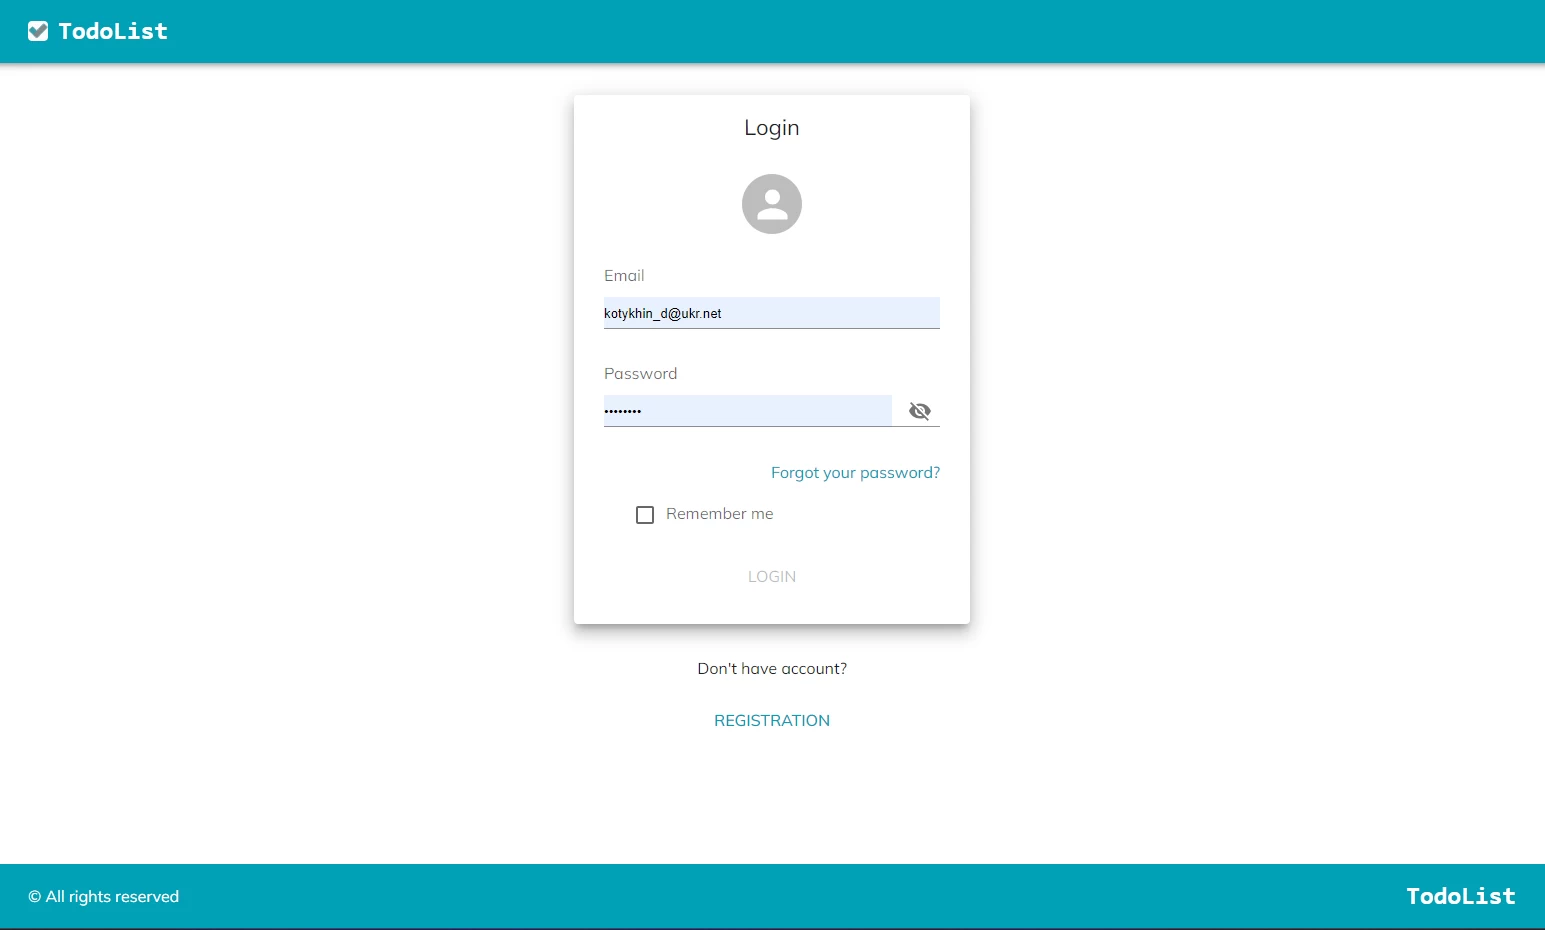 TodoList
Login
Email
kotykhin_d@ukr.net
Password
••••••••
Forgot your password?
Remember me
LOGIN
Don't have account?
REGISTRATION
© All rights reserved
TodoList